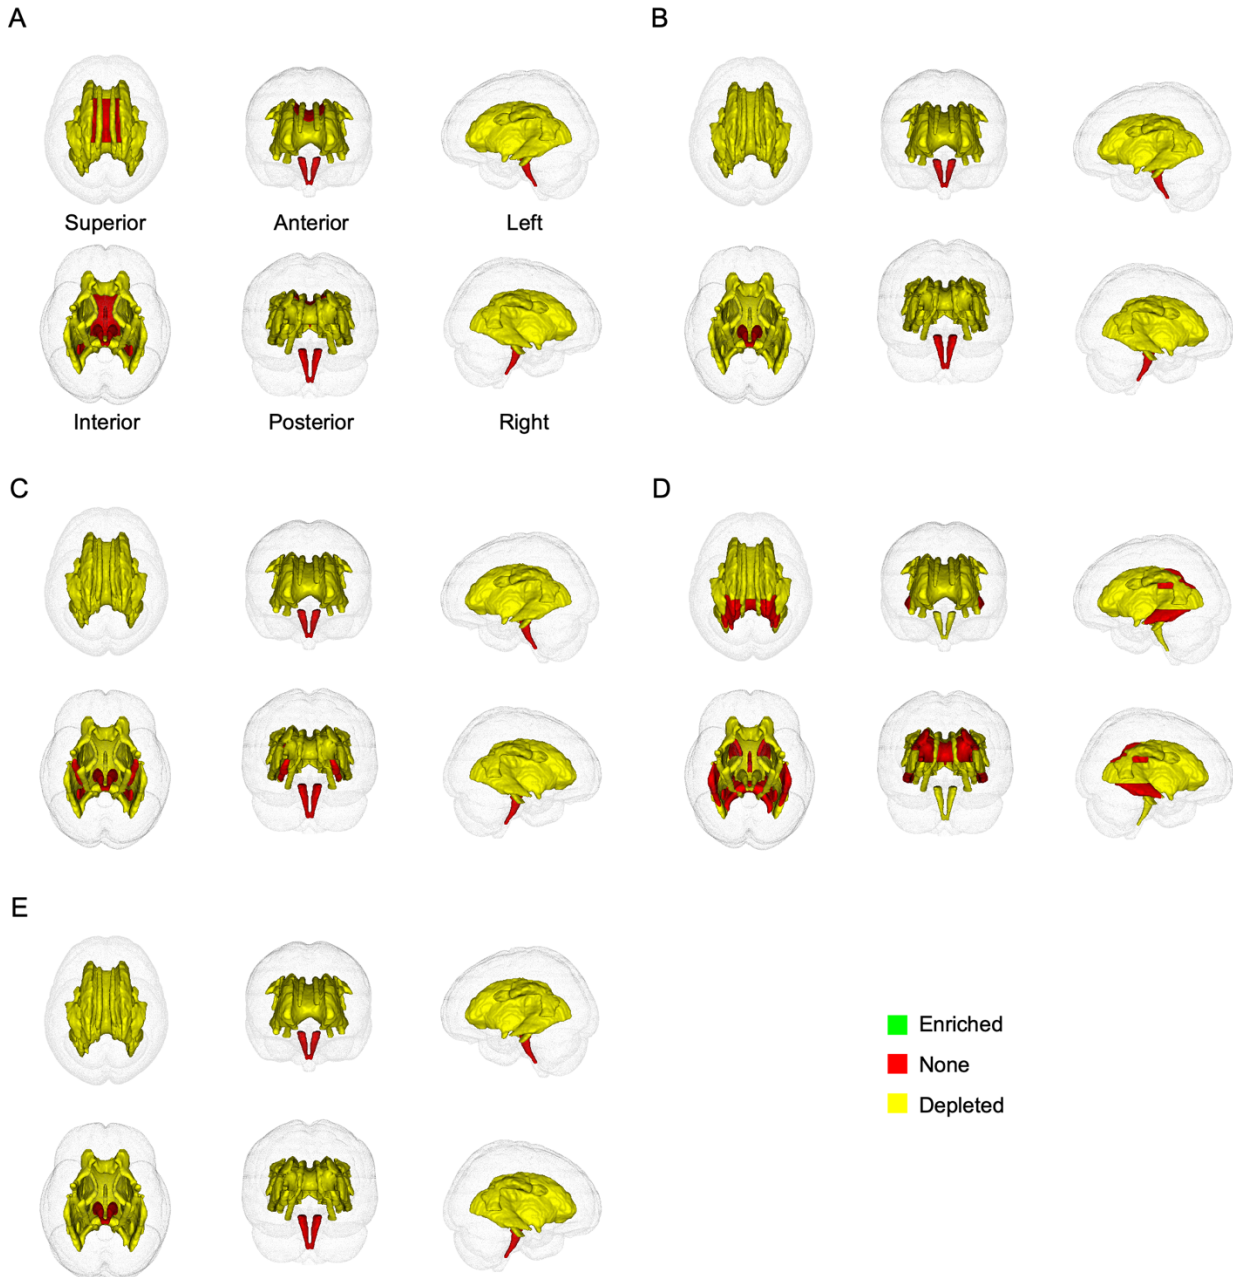 A
B
Superior
Anterior
Left
Interior
Posterior
Right
C
D
E
Enriched
None
Depleted